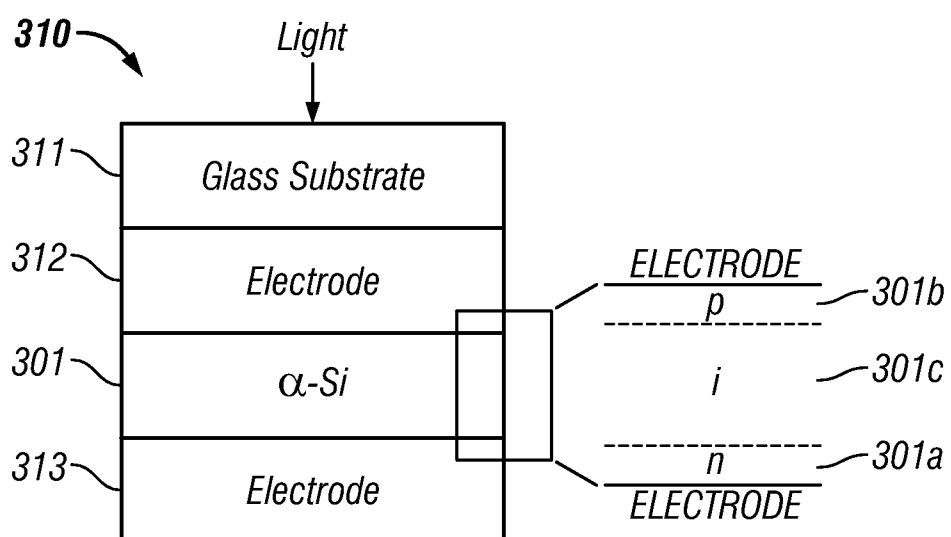 310
Light
311
Glass Substrate
312
Electrode
ELECTRODE
p
301b
301
α-Si
i
301c
n
301a
313
Electrode
ELECTRODE